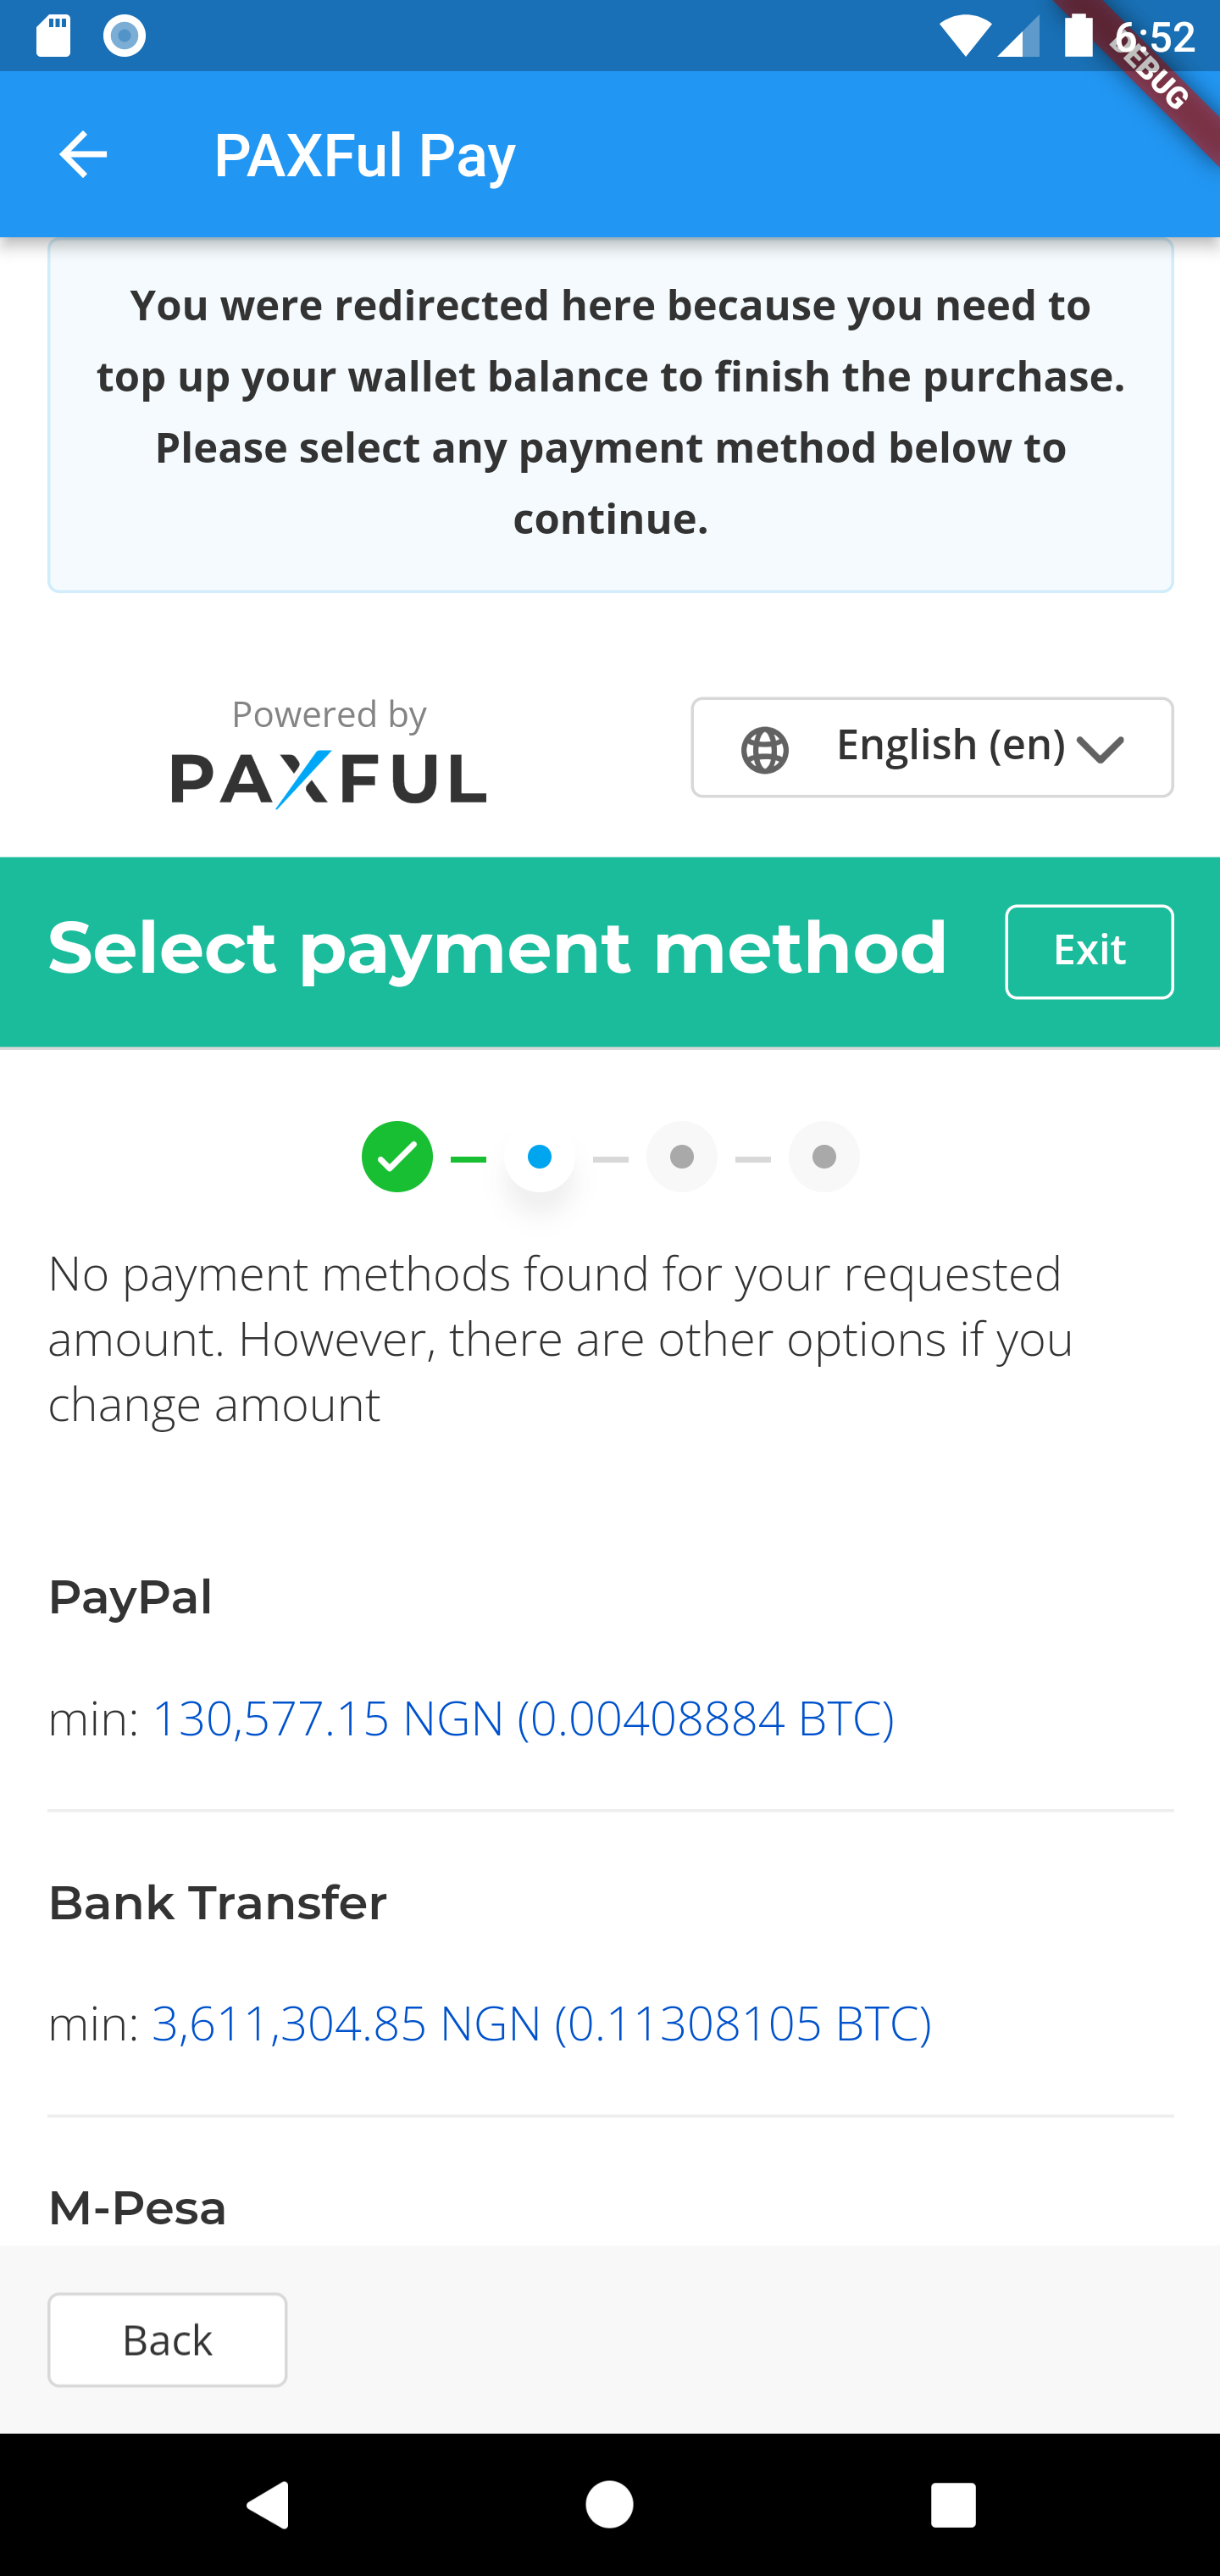 6:52
DEBUG
PAXFul Pay
You were redirected here because you need to
top up your wallet balance to finish the purchase.
Please select any payment method below to
continue.
Powered by
PAXFUL
English (en)
Select payment method
Exit
No payment methods found for your requested
amount. However, there are other options if you
change amount
PayPal
min: 130,577.15 NGN (0.00408884 BTC)
Bank Transfer
min: 3,611,304.85 NGN (0.11308105 BTC)
M-Pesa
Back